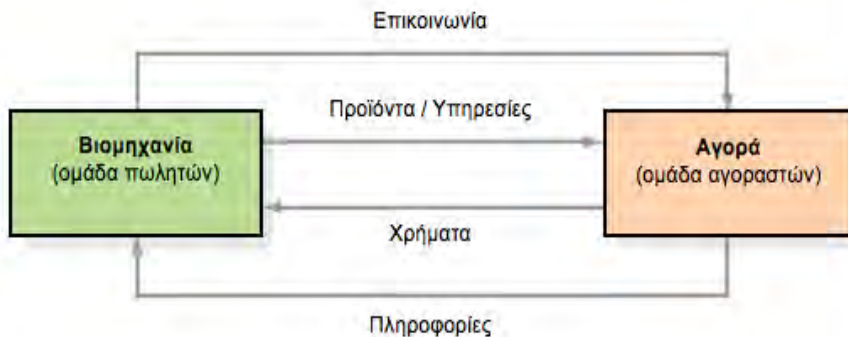 Επικοινωνία
Προϊόντα / Υπηρεσίες
Βιομηχανία
(ομάδα πωλητών)
Αγορά
(ομάδα αγοραστών)
Χρήματα
Πληροφορίες